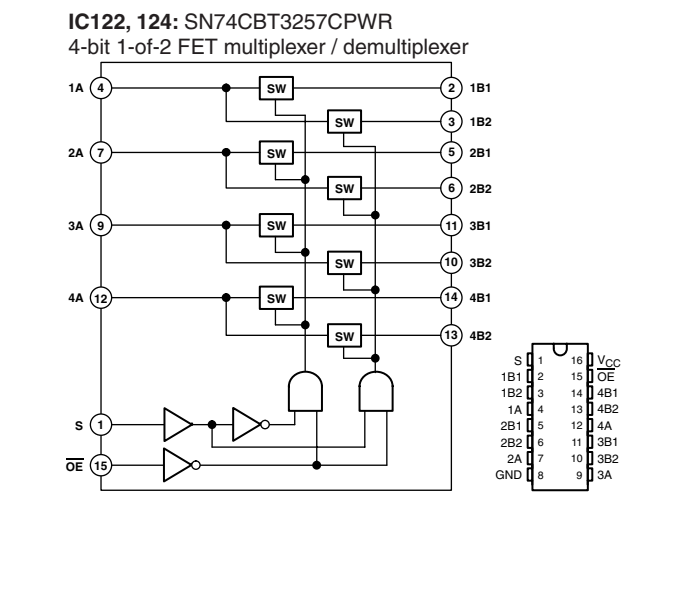 IC122, 124: SN74CBT3257CPWR
4-bit 1-of-2 FET multiplexer / demultiplexer
1A 4 SW 2 1B1
SW 3 1B2
2A 7 SW 5 2B1
SW 6 2B2
3A 9 SW 11 3B1
SW 10 3B2
4A 12 SW 14 4B1
SW 13 4B2
S 1
OE 15
S 1 16 VCC
1B1 2 15 OE
1B2 3 14 4B1
1A 4 13 4B2
2B1 5 12 4A
2B2 6 11 3B1
2A 7 10 3B2
GND 8 9 3A